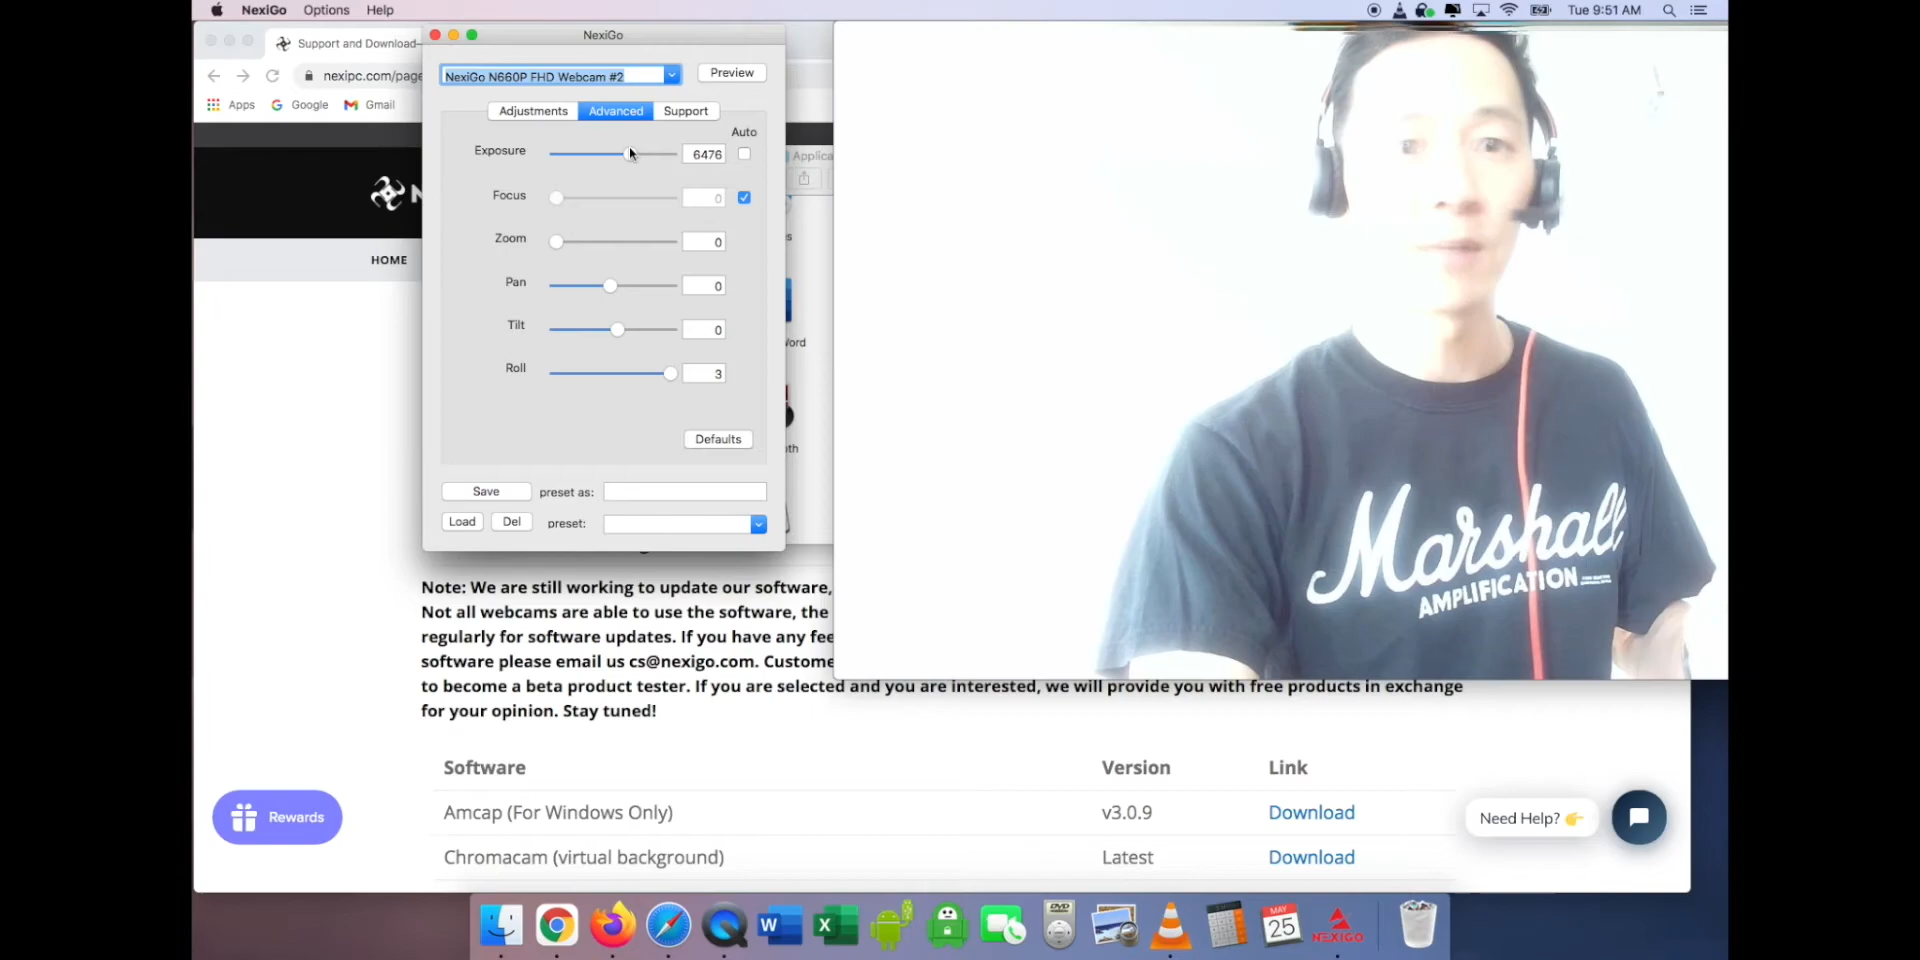 NexiGo Options Help
Tue 9:51 AM
Support and Download–
nexipc.com/page
Apps Google Gmail
NexiGo
NexiGo N660P FHD Webcam #2
Preview
Adjustments Advanced Support
Auto
Exposure 6476
Focus 0
Zoom 0
Pan 0
Tilt 0
Roll 3
Defaults
Save preset as:
Load Del preset:
Applica
N
HOME
Word
Marshall
AMPLIFICATION
Note: We are still working to update our software,
Not all webcams are able to use the software, the
regularly for software updates. If you have any fee
software please email us cs@nexigo.com. Custome
to become a beta product tester. If you are selected and you are interested, we will provide you with free products in exchange
for your opinion. Stay tuned!
Software Version Link
Amcap (For Windows Only) v3.0.9 Download
Chromacam (virtual background) Latest Download
Rewards
Need Help? 👉
W X DVD MAY 25 NEXIGO